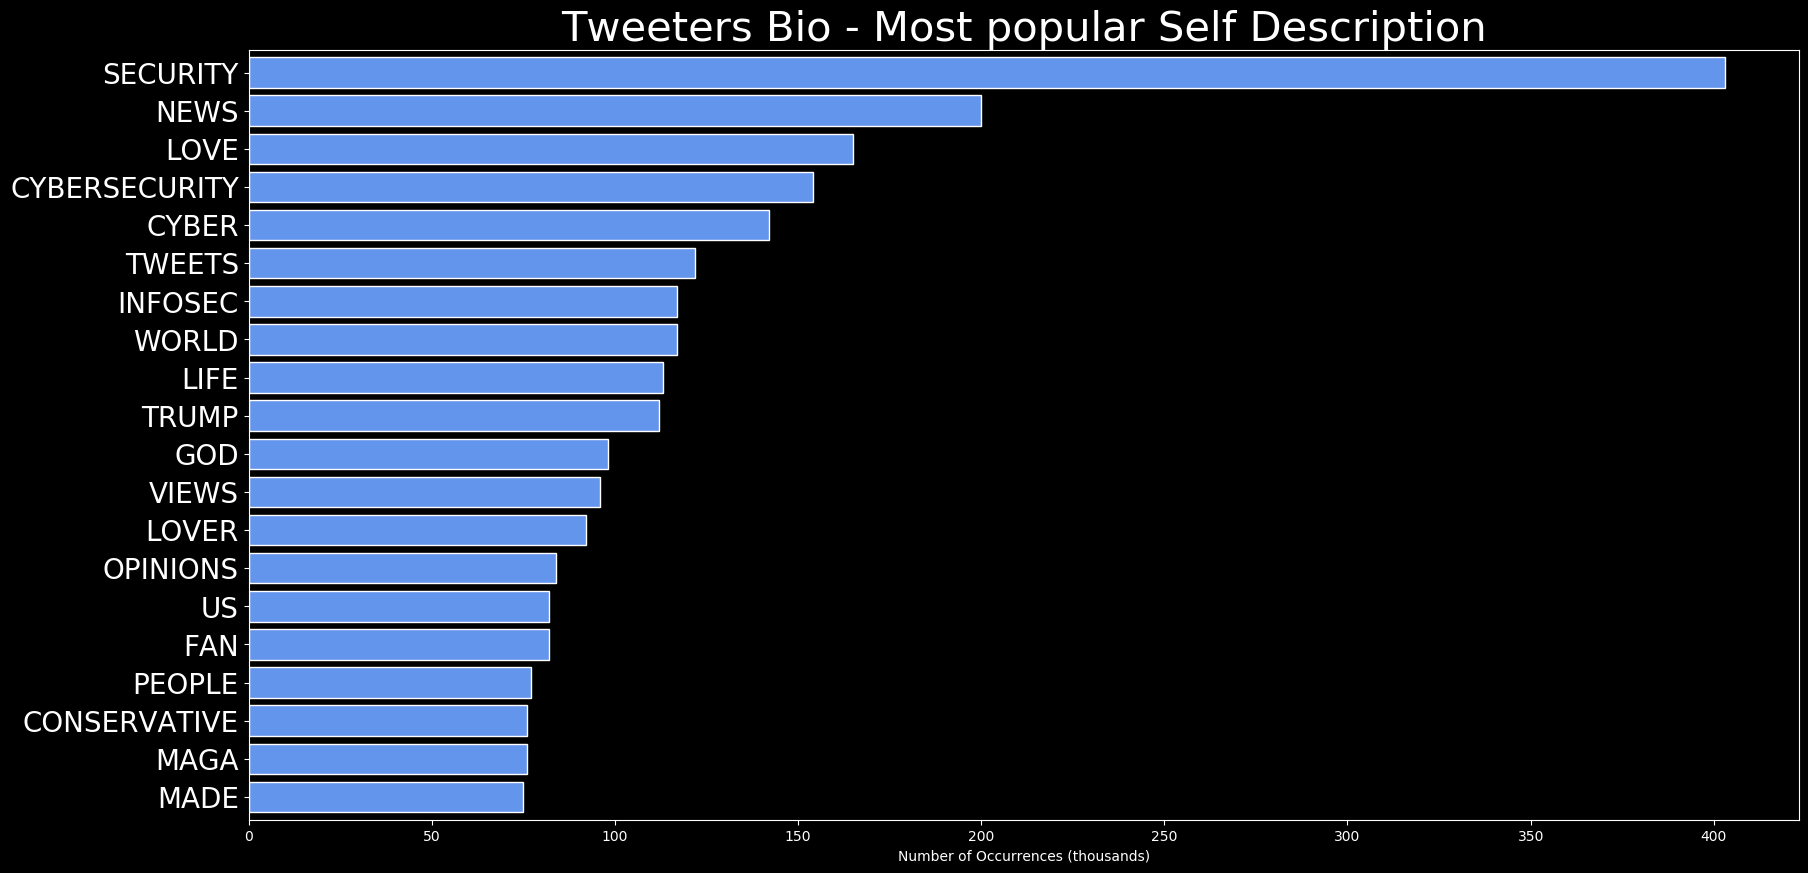 Tweeters Bio - Most popular Self Description
SECURITY
NEWS
LOVE
CYBERSECURITY
CYBER
TWEETS
INFOSEC
WORLD
LIFE
TRUMP
GOD
VIEWS
LOVER
OPINIONS
US
FAN
PEOPLE
CONSERVATIVE
MAGA
MADE
0 50 100 150 200 250 300 350 400
Number of Occurrences (thousands)